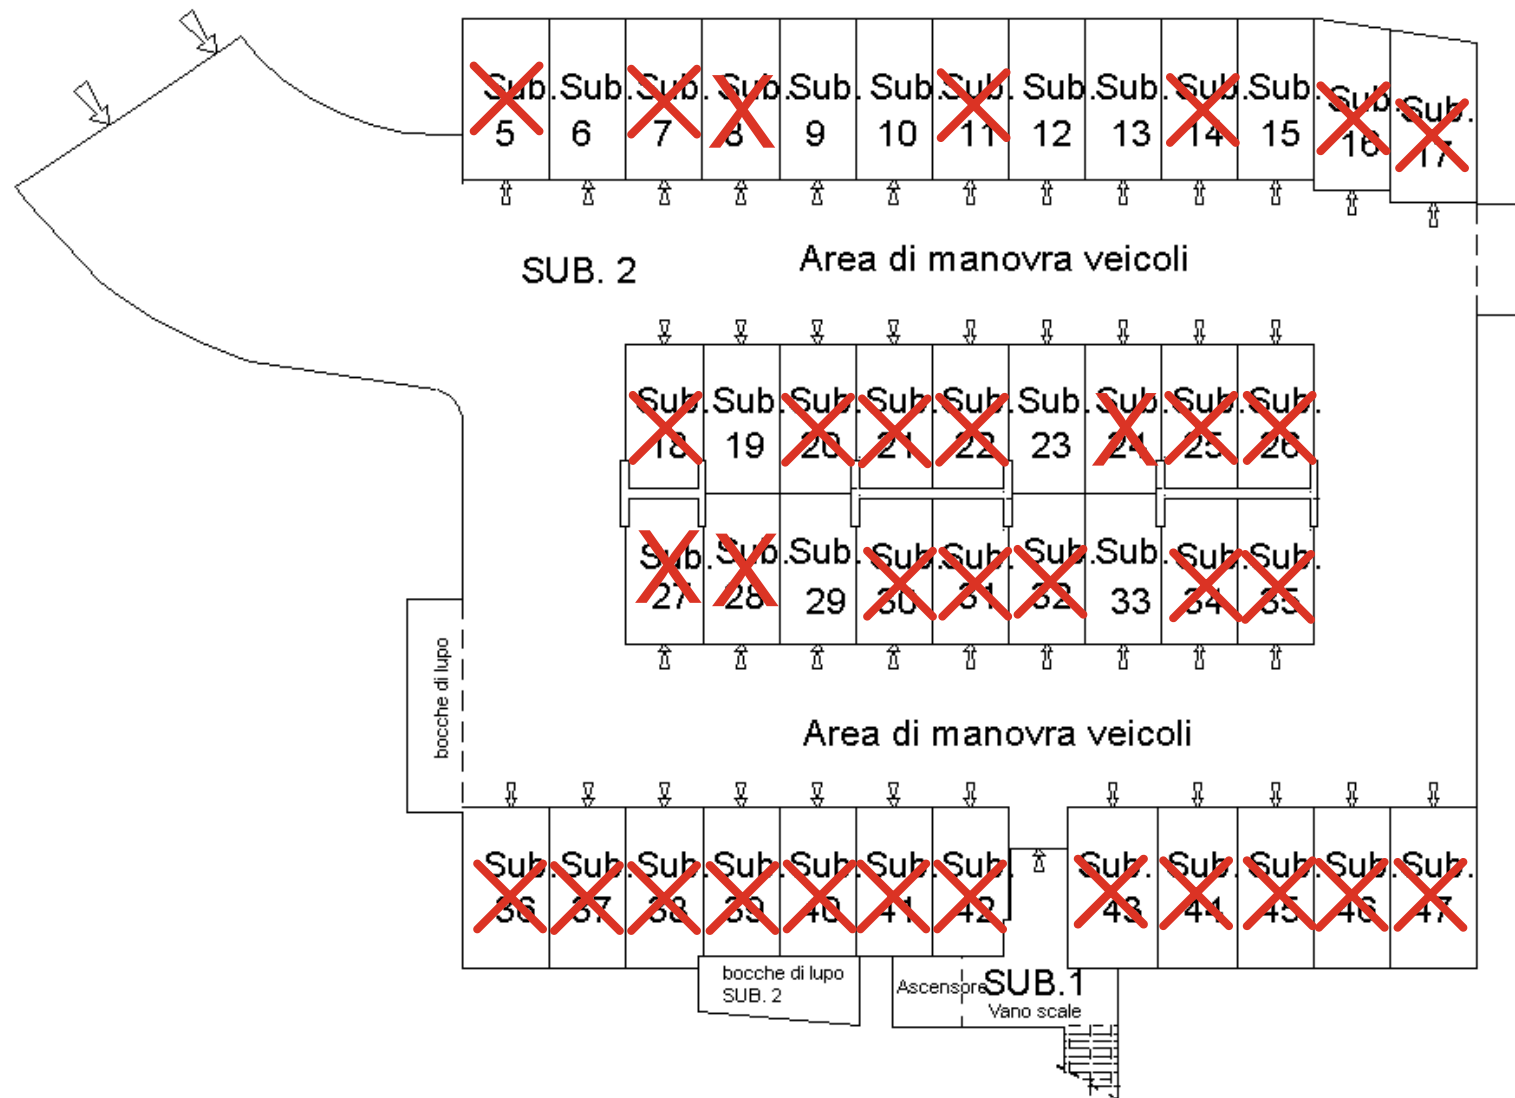 Sub. Sub. Sub. Sub. Sub. Sub. Sub. Sub. Sub. Sub. Sub. Sub. Sub.
5 6 7 8 9 10 11 12 13 14 15 16 17
SUB. 2
Area di manovra veicoli
Sub. Sub. Sub. Sub. Sub. Sub. Sub. Sub. Sub.
18 19 20 21 22 23 24 25 26
Sub. Sub. Sub. Sub. Sub. Sub. Sub. Sub. Sub.
27 28 29 30 31 32 33 34 35
bocche di lupo
Area di manovra veicoli
Sub. Sub. Sub. Sub. Sub. Sub. Sub. Sub. Sub. Sub. Sub. Sub.
36 37 38 39 40 41 42 43 44 45 46 47
bocche di lupo
SUB. 2
Ascensore
SUB.1
Vano scale